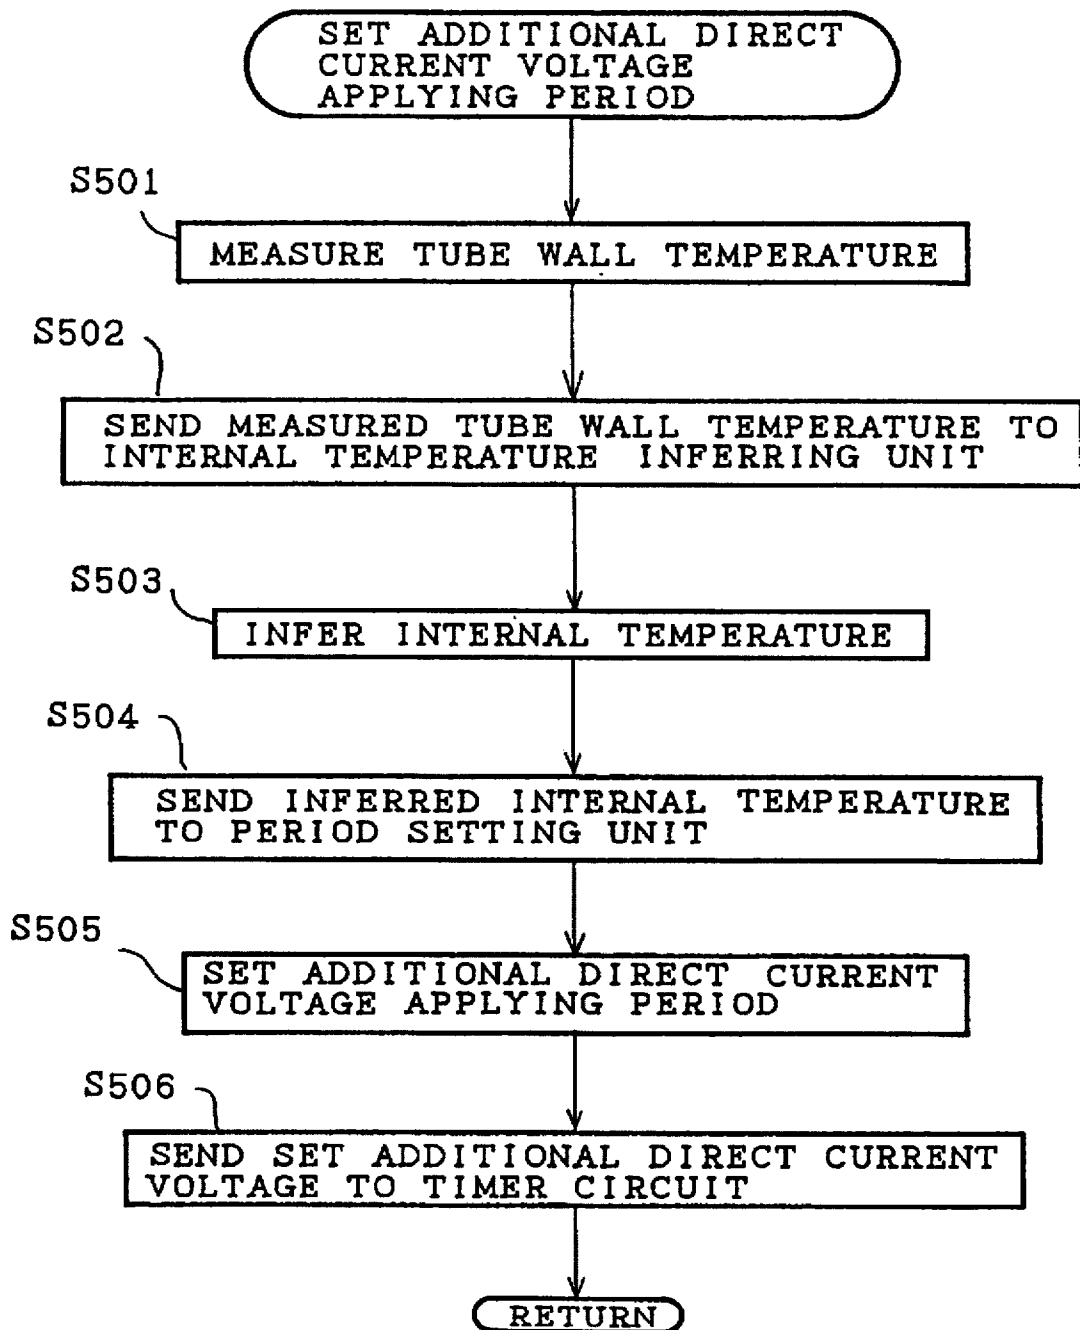 SET ADDITIONAL DIRECT
CURRENT VOLTAGE
APPLYING PERIOD
S501
MEASURE TUBE WALL TEMPERATURE
S502
SEND MEASURED TUBE WALL TEMPERATURE TO
INTERNAL TEMPERATURE INFERRING UNIT
S503
INFER INTERNAL TEMPERATURE
S504
SEND INFERRED INTERNAL TEMPERATURE
TO PERIOD SETTING UNIT
S505
SET ADDITIONAL DIRECT CURRENT
VOLTAGE APPLYING PERIOD
S506
SEND SET ADDITIONAL DIRECT CURRENT
VOLTAGE TO TIMER CIRCUIT
RETURN